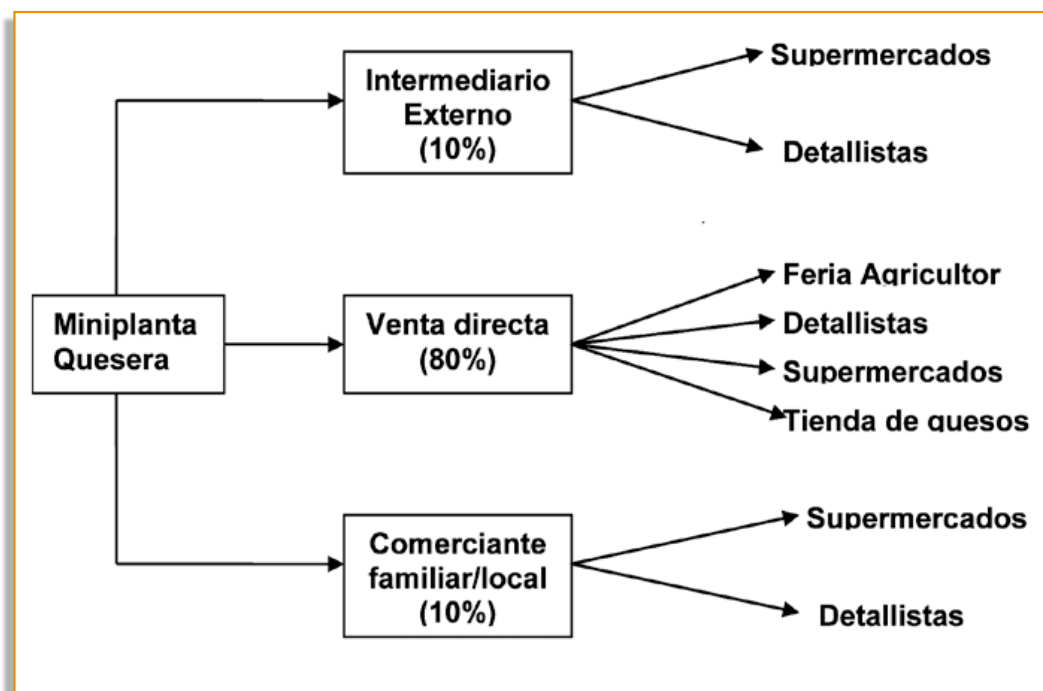 Intermediario
Externo
(10%)
Supermercados
Detallistas
Miniplanta
Quesera
Venta directa
(80%)
Feria Agricultor
Detallistas
Supermercados
Tienda de quesos
Comerciante
familiar/local
(10%)
Supermercados
Detallistas